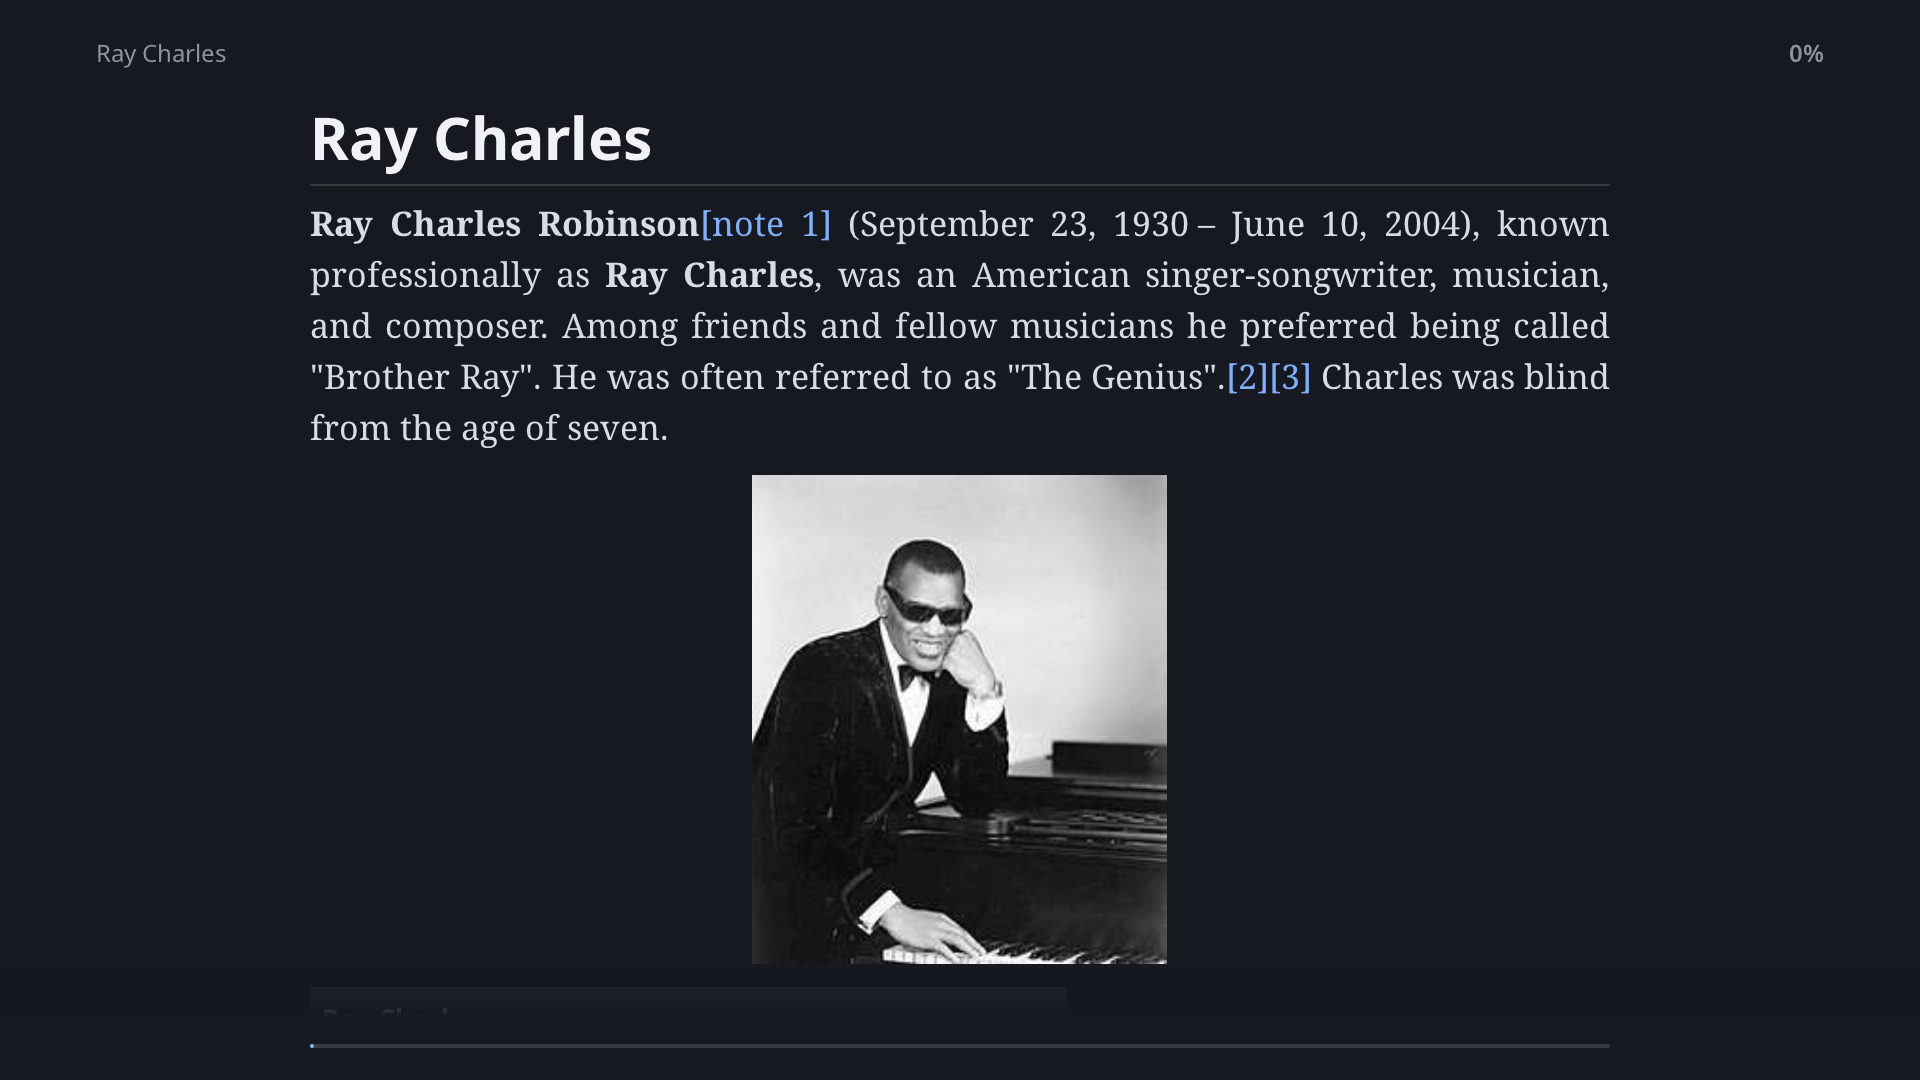 Ray Charles
0%
Ray Charles
Ray Charles Robinson[note 1] (September 23, 1930 – June 10, 2004), known
professionally as Ray Charles, was an American singer-songwriter, musician,
and composer. Among friends and fellow musicians he preferred being called
"Brother Ray". He was often referred to as "The Genius".[2][3] Charles was blind
from the age of seven.